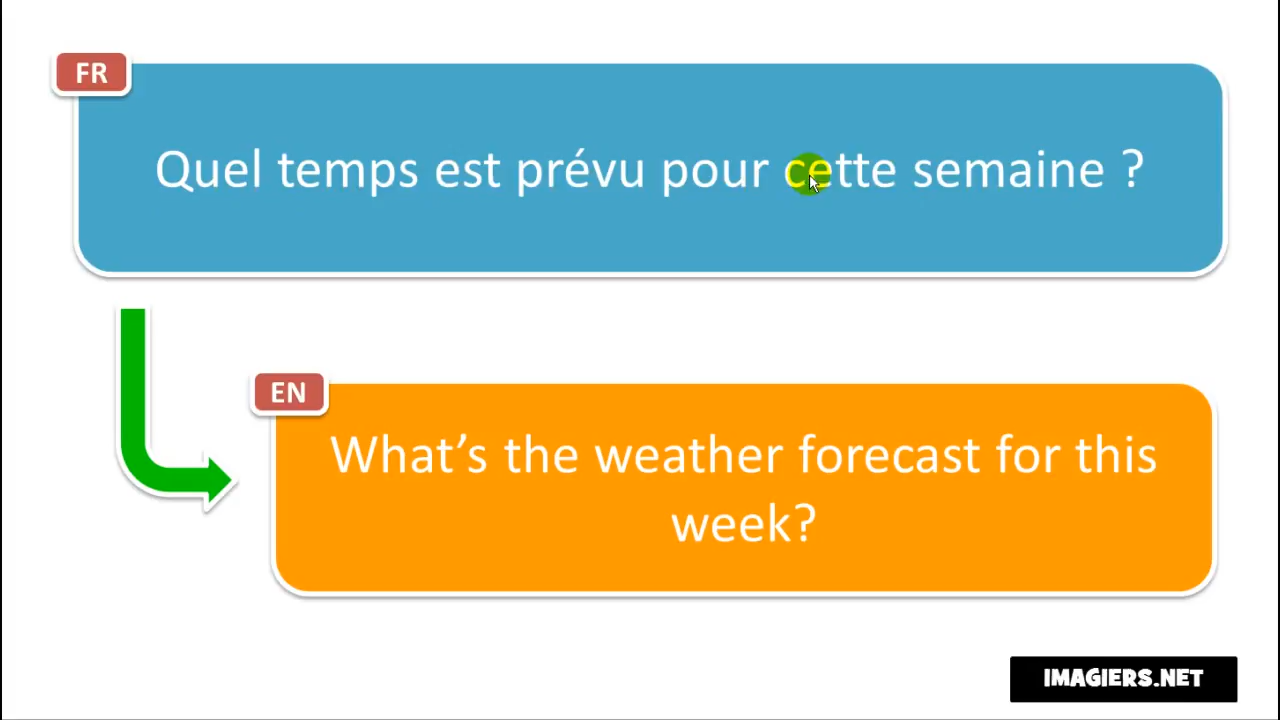 FR
Quel temps est prévu pour cette semaine ?
EN
What’s the weather forecast for this
week?
IMAGIERS.NET